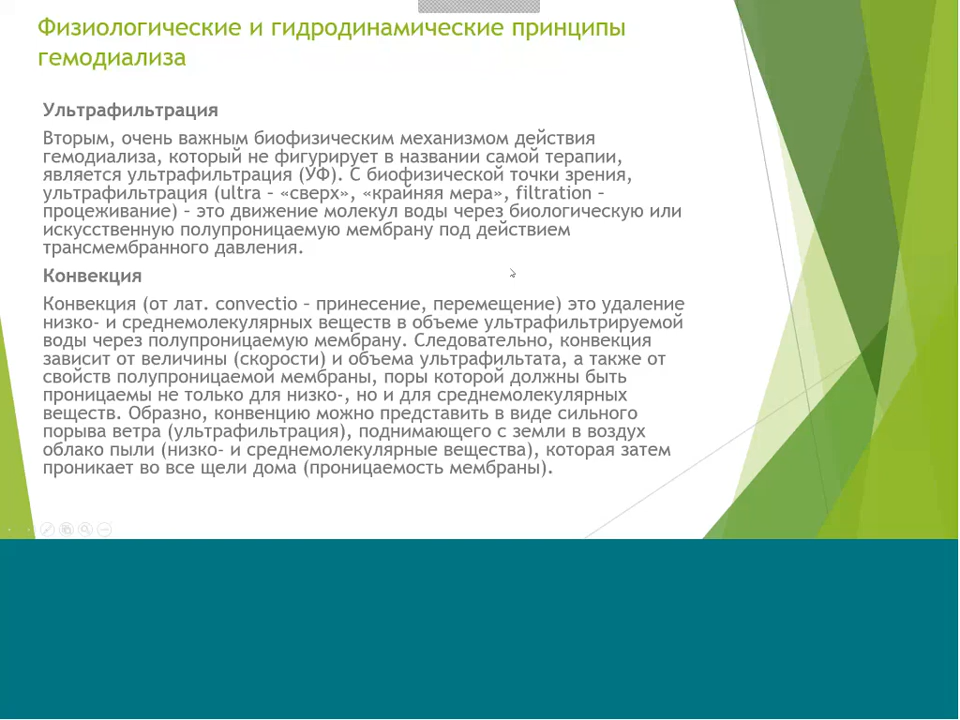 Физиологические и гидродинамические принципы
гемодиализа
Ультрафильтрация
Вторым, очень важным биофизическим механизмом действия
гемодиализа, который не фигурирует в названии самой терапии,
является ультрафильтрация (УФ). С биофизической точки зрения,
ультрафильтрация (ultra – «сверх», «крайняя мера», filtration –
процеживание) – это движение молекул воды через биологическую или
искусственную полупроницаемую мембрану под действием
трансмембранного давления.
Конвекция
Конвекция (от лат. convectio – принесение, перемещение) это удаление
низко- и среднемолекулярных веществ в объеме ультрафильтрируемой
воды через полупроницаемую мембрану. Следовательно, конвекция
зависит от величины (скорости) и объема ультрафильтата, а также от
свойств полупроницаемой мембраны, поры которой должны быть
проницаемы не только для низко-, но и для среднемолекулярных
веществ. Образно, конвенцию можно представить в виде сильного
порыва ветра (ультрафильтрация), поднимающего с земли в воздух
облако пыли (низко- и среднемолекулярные вещества), которая затем
проникает во все щели дома (проницаемость мембраны).